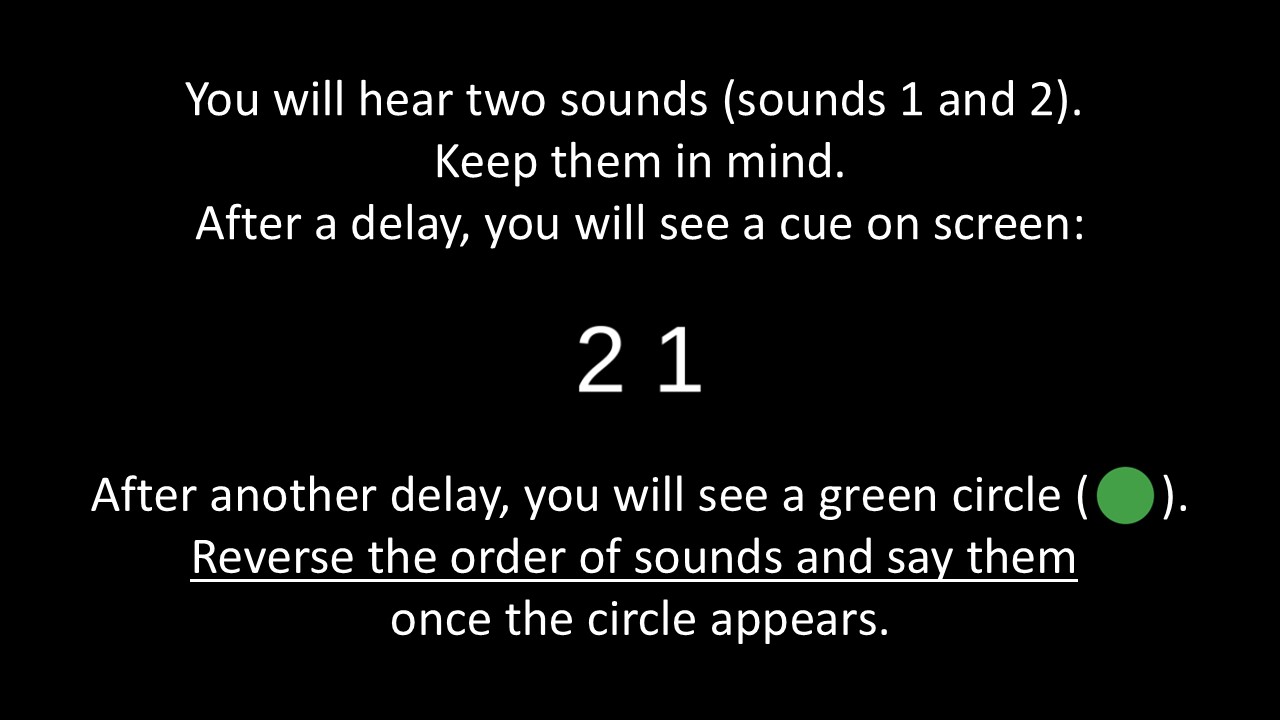 You will hear two sounds (sounds 1 and 2).
Keep them in mind.
After a delay, you will see a cue on screen:
2 1
After another delay, you will see a green circle ( ).
Reverse the order of sounds and say them
once the circle appears.